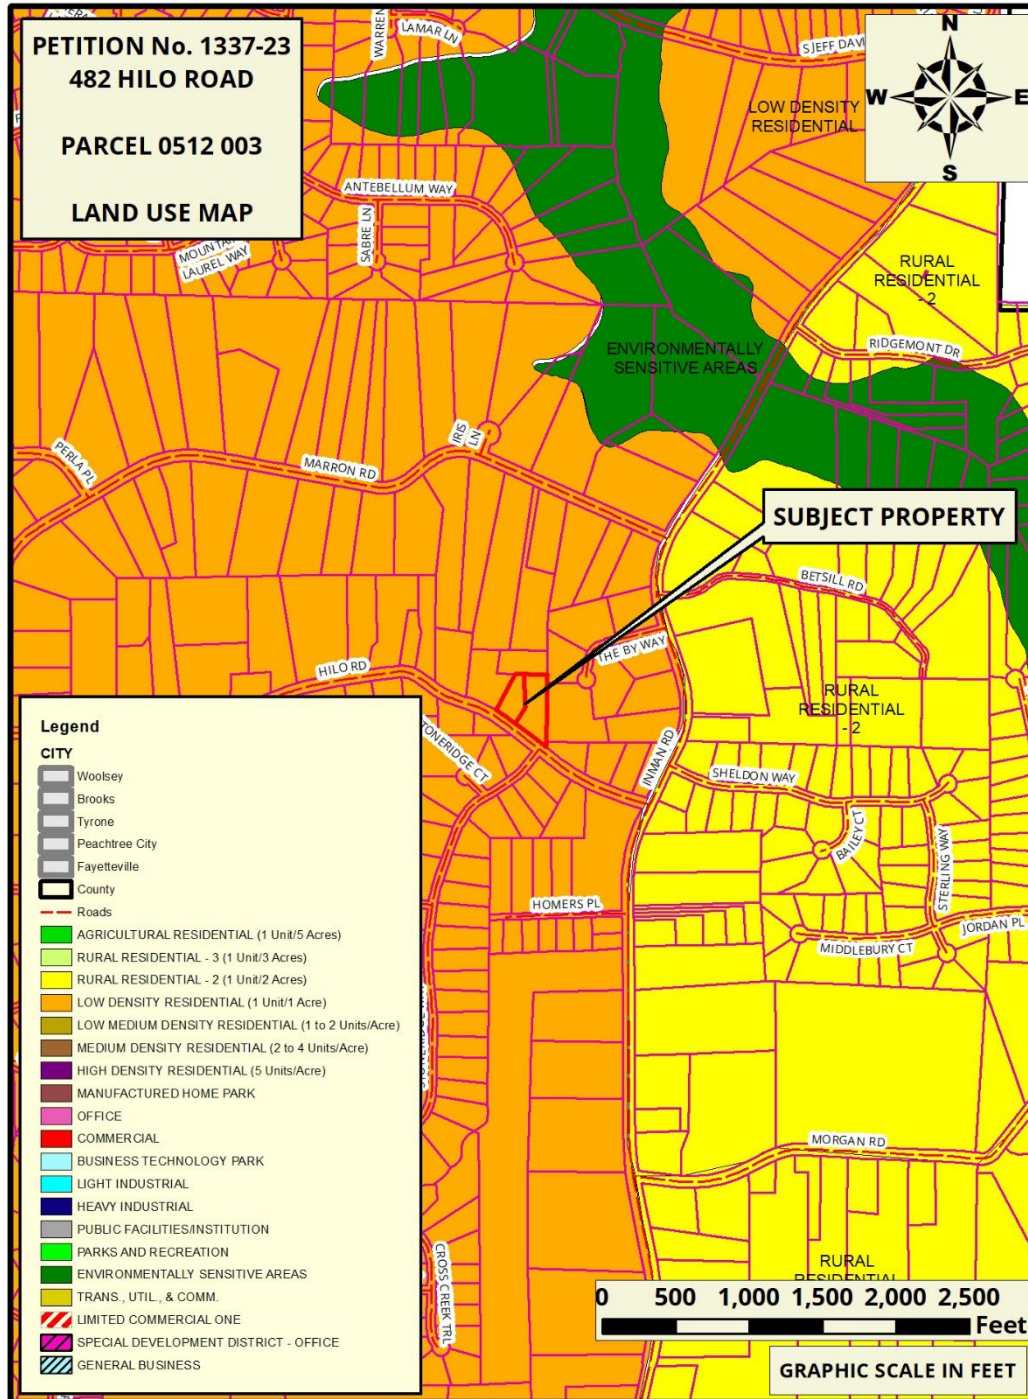 PETITION No. 1337-23
482 HILO ROAD
PARCEL 0512 003
LAND USE MAP
WARREN
LAMAR LN
S JEFF DAVI
N
W
E
S
LOW DENSITY
RESIDENTIAL
ANTEBELLUM WAY
SABRE LN
MOUNTAI
LAUREL WAY
RURAL
RESIDENTIAL
- 2
RIDGEMONT DR
ENVIRONMENTALLY
SENSITIVE AREAS
IRIS
LN
PERLA PL
MARRON RD
SUBJECT PROPERTY
BETSILL RD
THE BY WAY
HILO RD
RURAL
RESIDENTIAL
- 2
STONERIDGE CT
INMAN RD
SHELDON WAY
BAILEY CT
STERLING WAY
HOMERS PL
JORDAN PL
MIDDLEBURY CT
MORGAN RD
CROSS CREEK TRL
RURAL
RESIDENTIAL
Legend
CITY
Woolsey
Brooks
Tyrone
Peachtree City
Fayetteville
County
Roads
AGRICULTURAL RESIDENTIAL (1 Unit/5 Acres)
RURAL RESIDENTIAL - 3 (1 Unit/3 Acres)
RURAL RESIDENTIAL - 2 (1 Unit/2 Acres)
LOW DENSITY RESIDENTIAL (1 Unit/1 Acre)
LOW MEDIUM DENSITY RESIDENTIAL (1 to 2 Units/Acre)
MEDIUM DENSITY RESIDENTIAL (2 to 4 Units/Acre)
HIGH DENSITY RESIDENTIAL (5 Units/Acre)
MANUFACTURED HOME PARK
OFFICE
COMMERCIAL
BUSINESS TECHNOLOGY PARK
LIGHT INDUSTRIAL
HEAVY INDUSTRIAL
PUBLIC FACILITIES/INSTITUTION
PARKS AND RECREATION
ENVIRONMENTALLY SENSITIVE AREAS
TRANS., UTIL., & COMM.
LIMITED COMMERCIAL ONE
SPECIAL DEVELOPMENT DISTRICT - OFFICE
GENERAL BUSINESS
0 500 1,000 1,500 2,000 2,500
Feet
GRAPHIC SCALE IN FEET